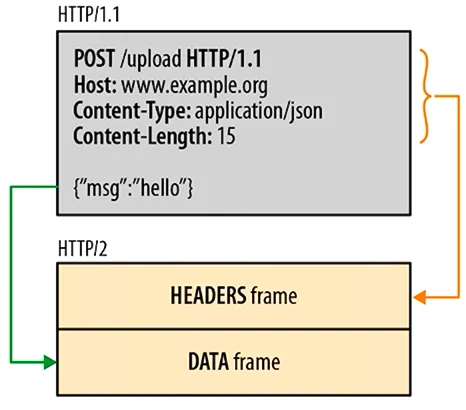 HTTP/1.1
POST /upload HTTP/1.1
Host: www.example.org
Content-Type: application/json
Content-Length: 15
{”msg”:”hello”}
HTTP/2
HEADERS frame
DATA frame